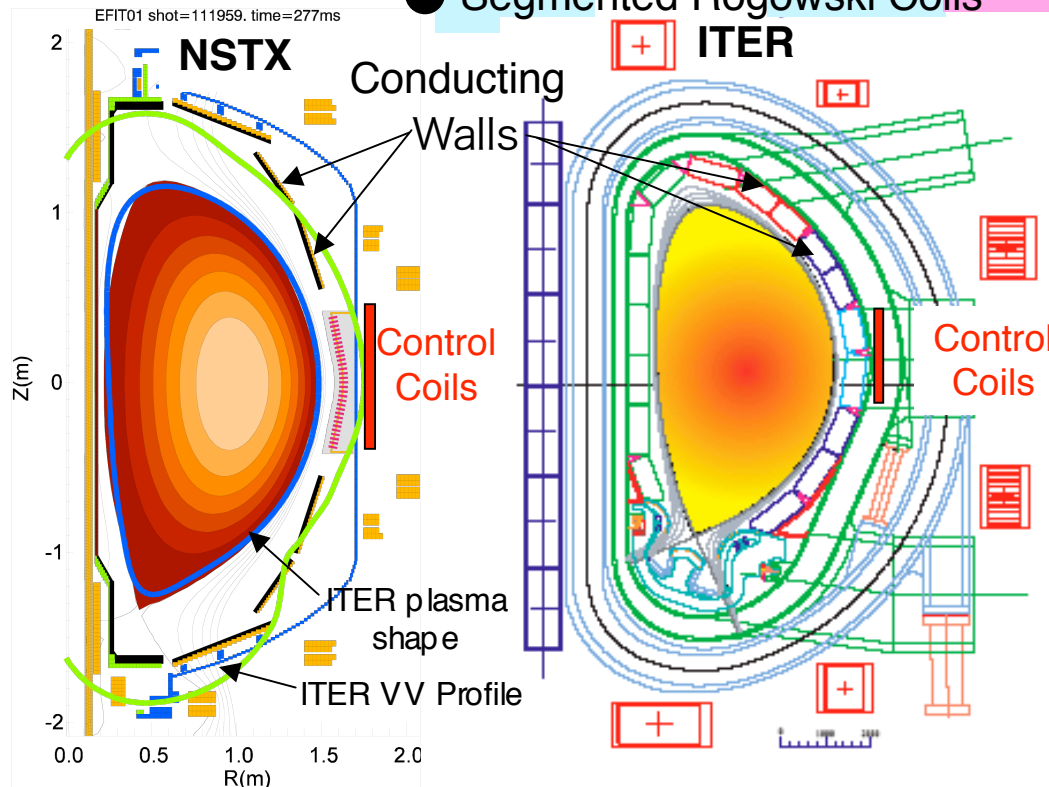 Segmented Rogowski Coils
EFIT01 shot=111959. time=277ms
NSTX
ITER
Conducting
Walls
Control
Coils
Control
Coils
ITER plasma
shape
ITER VV Profile
Z(m)
2
1
0
-1
-2
0.0 0.5 1.0 1.5 2.0
R(m)